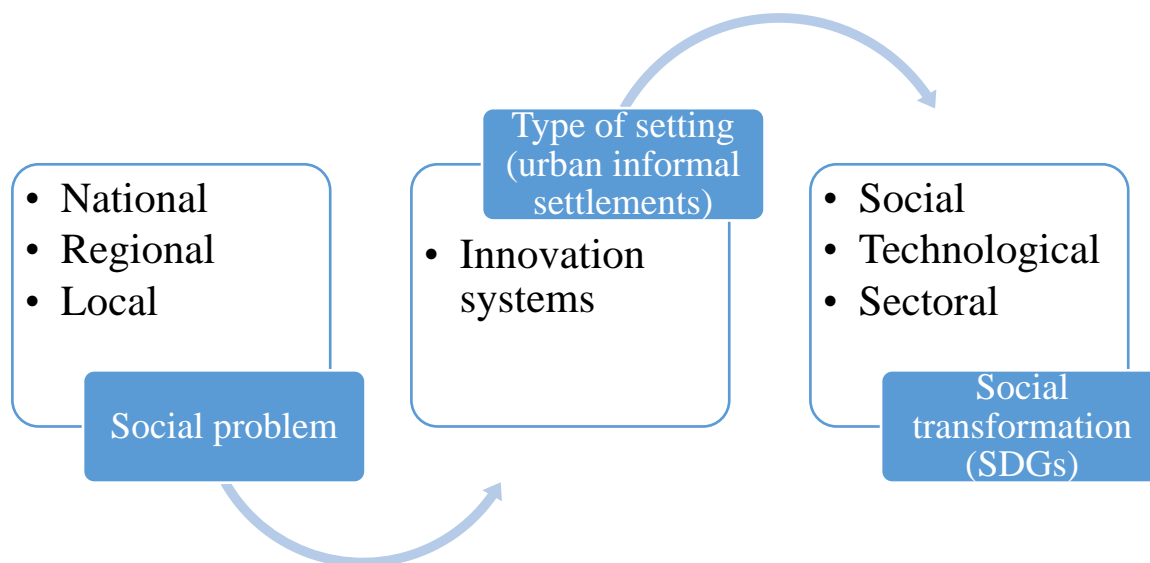 • National
• Regional
• Local
Social problem
Type of setting
(urban informal
settlements)
• Innovation
systems
• Social
• Technological
• Sectoral
Social
transformation
(SDGs)